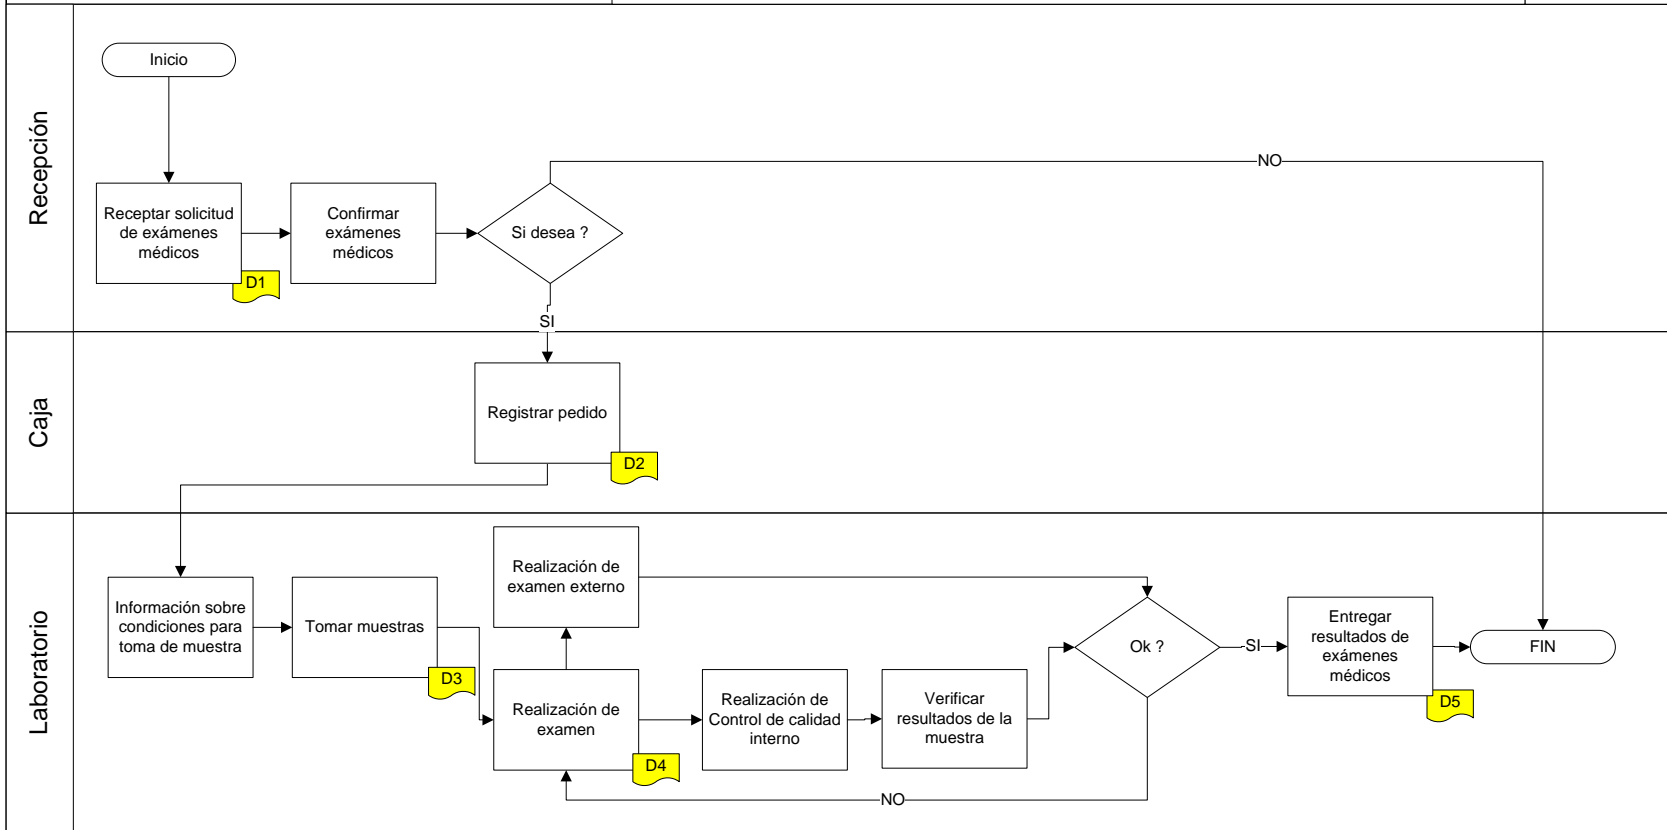 Recepción
Inicio
Receptar solicitud
de exámenes
médicos
D1
Confirmar
exámenes
médicos
Si desea ?
NO
SI
Caja
Registrar pedido
D2
Laboratorio
Información sobre
condiciones para
toma de muestra
Tomar muestras
D3
Realización de
examen externo
Realización de
examen
D4
Realización de
Control de calidad
interno
Verificar
resultados de la
muestra
Ok ?
NO
SI
Entregar
resultados de
exámenes
médicos
D5
FIN